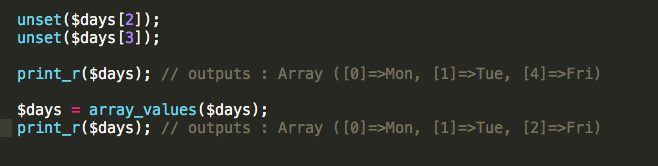 unset($days[2]);
unset($days[3]);
print_r($days); // outputs : Array ([0]=>Mon, [1]=>Tue, [4]=>Fri)
$days = array_values($days);
print_r($days); // outputs : Array ([0]=>Mon, [1]=>Tue, [2]=>Fri)